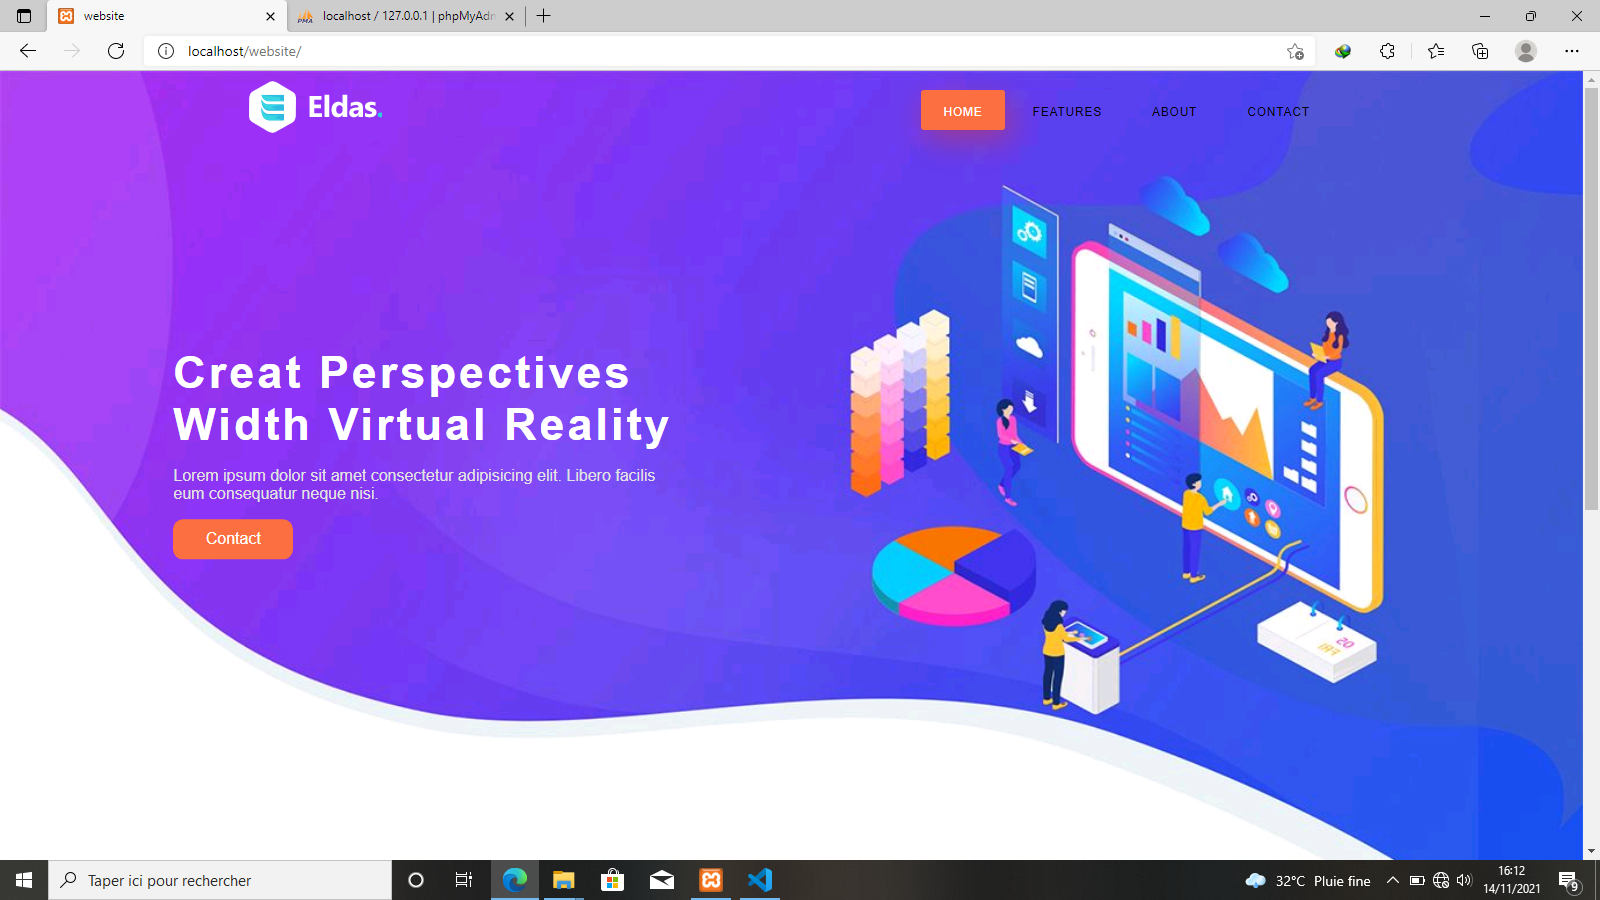 website
localhost / 127.0.0.1 | phpMyAdn
localhost/website/
Eldas.
HOME
FEATURES
ABOUT
CONTACT
Creat Perspectives
Width Virtual Reality
Lorem ipsum dolor sit amet consectetur adipisicing elit. Libero facilis
eum consequatur neque nisi.
Contact
Taper ici pour rechercher
32°C Pluie fine
16:12
14/11/2021
9